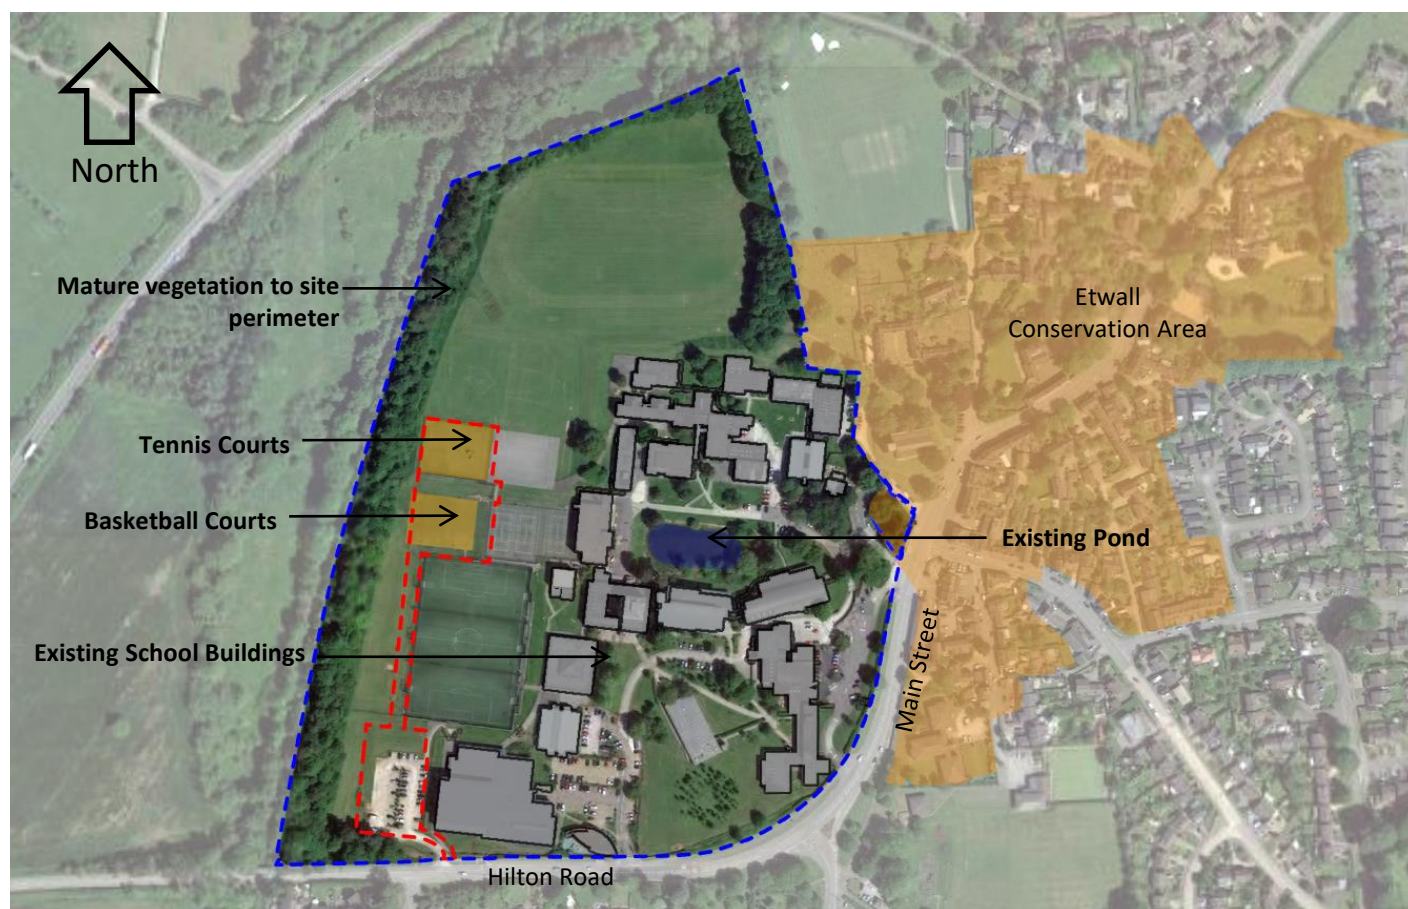 North
Mature vegetation to site
perimeter
Etwall
Conservation Area
Tennis Courts
Basketball Courts
Existing Pond
Existing School Buildings
Main Street
Hilton Road